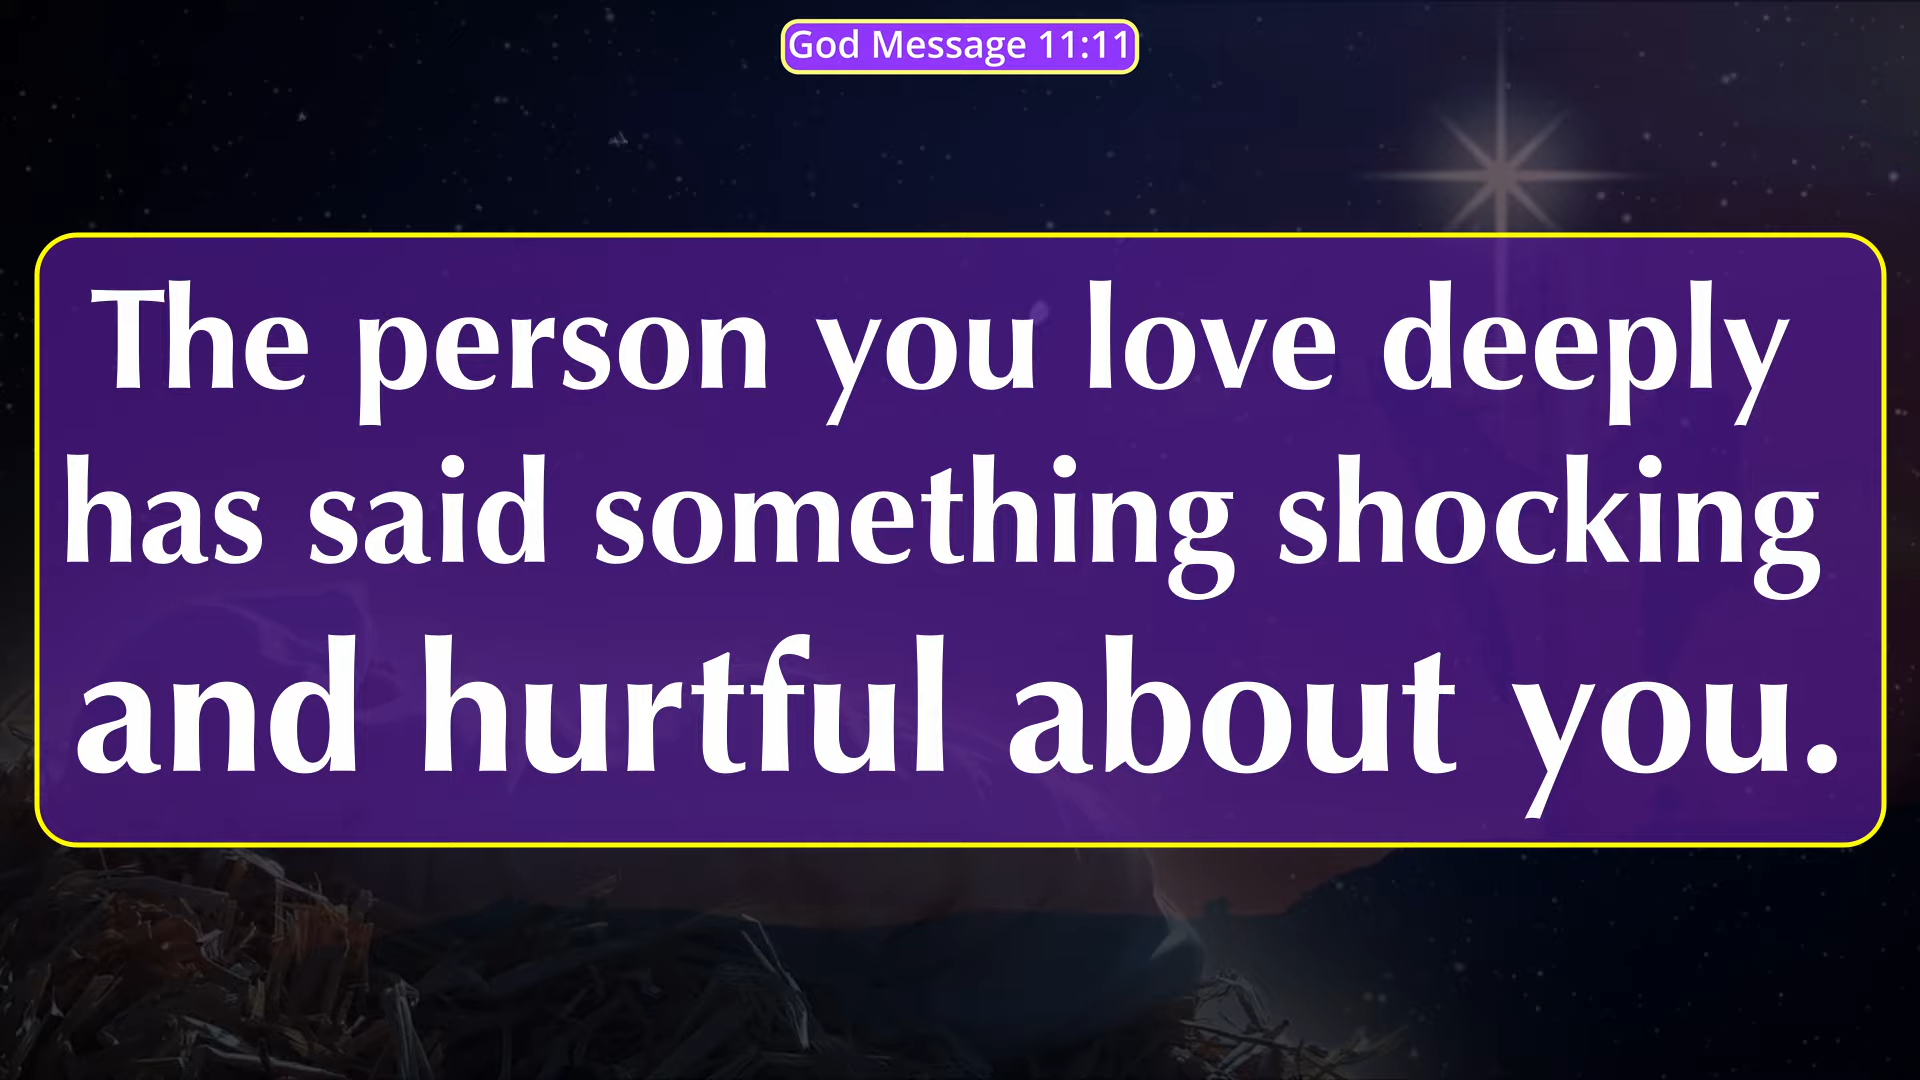 God Message 11:11
The person you love deeply
has said something shocking
and hurtful about you.